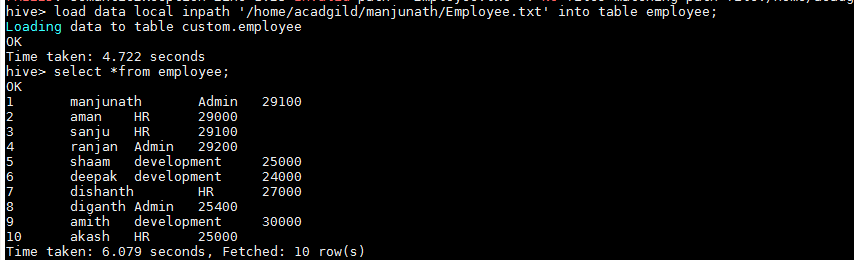 hive> load data local inpath '/home/acadgild/manjunath/Employee.txt' into table employee;
Loading data to table custom.employee
OK
Time taken: 4.722 seconds
hive> select *from employee;
OK
1 manjunath Admin 29100
2 aman HR 29000
3 sanju HR 29100
4 ranjan Admin 29200
5 shaam development 25000
6 deepak development 24000
7 dishanth HR 27000
8 diganth Admin 25400
9 amith development 30000
10 akash HR 25000
Time taken: 6.079 seconds, Fetched: 10 row(s)